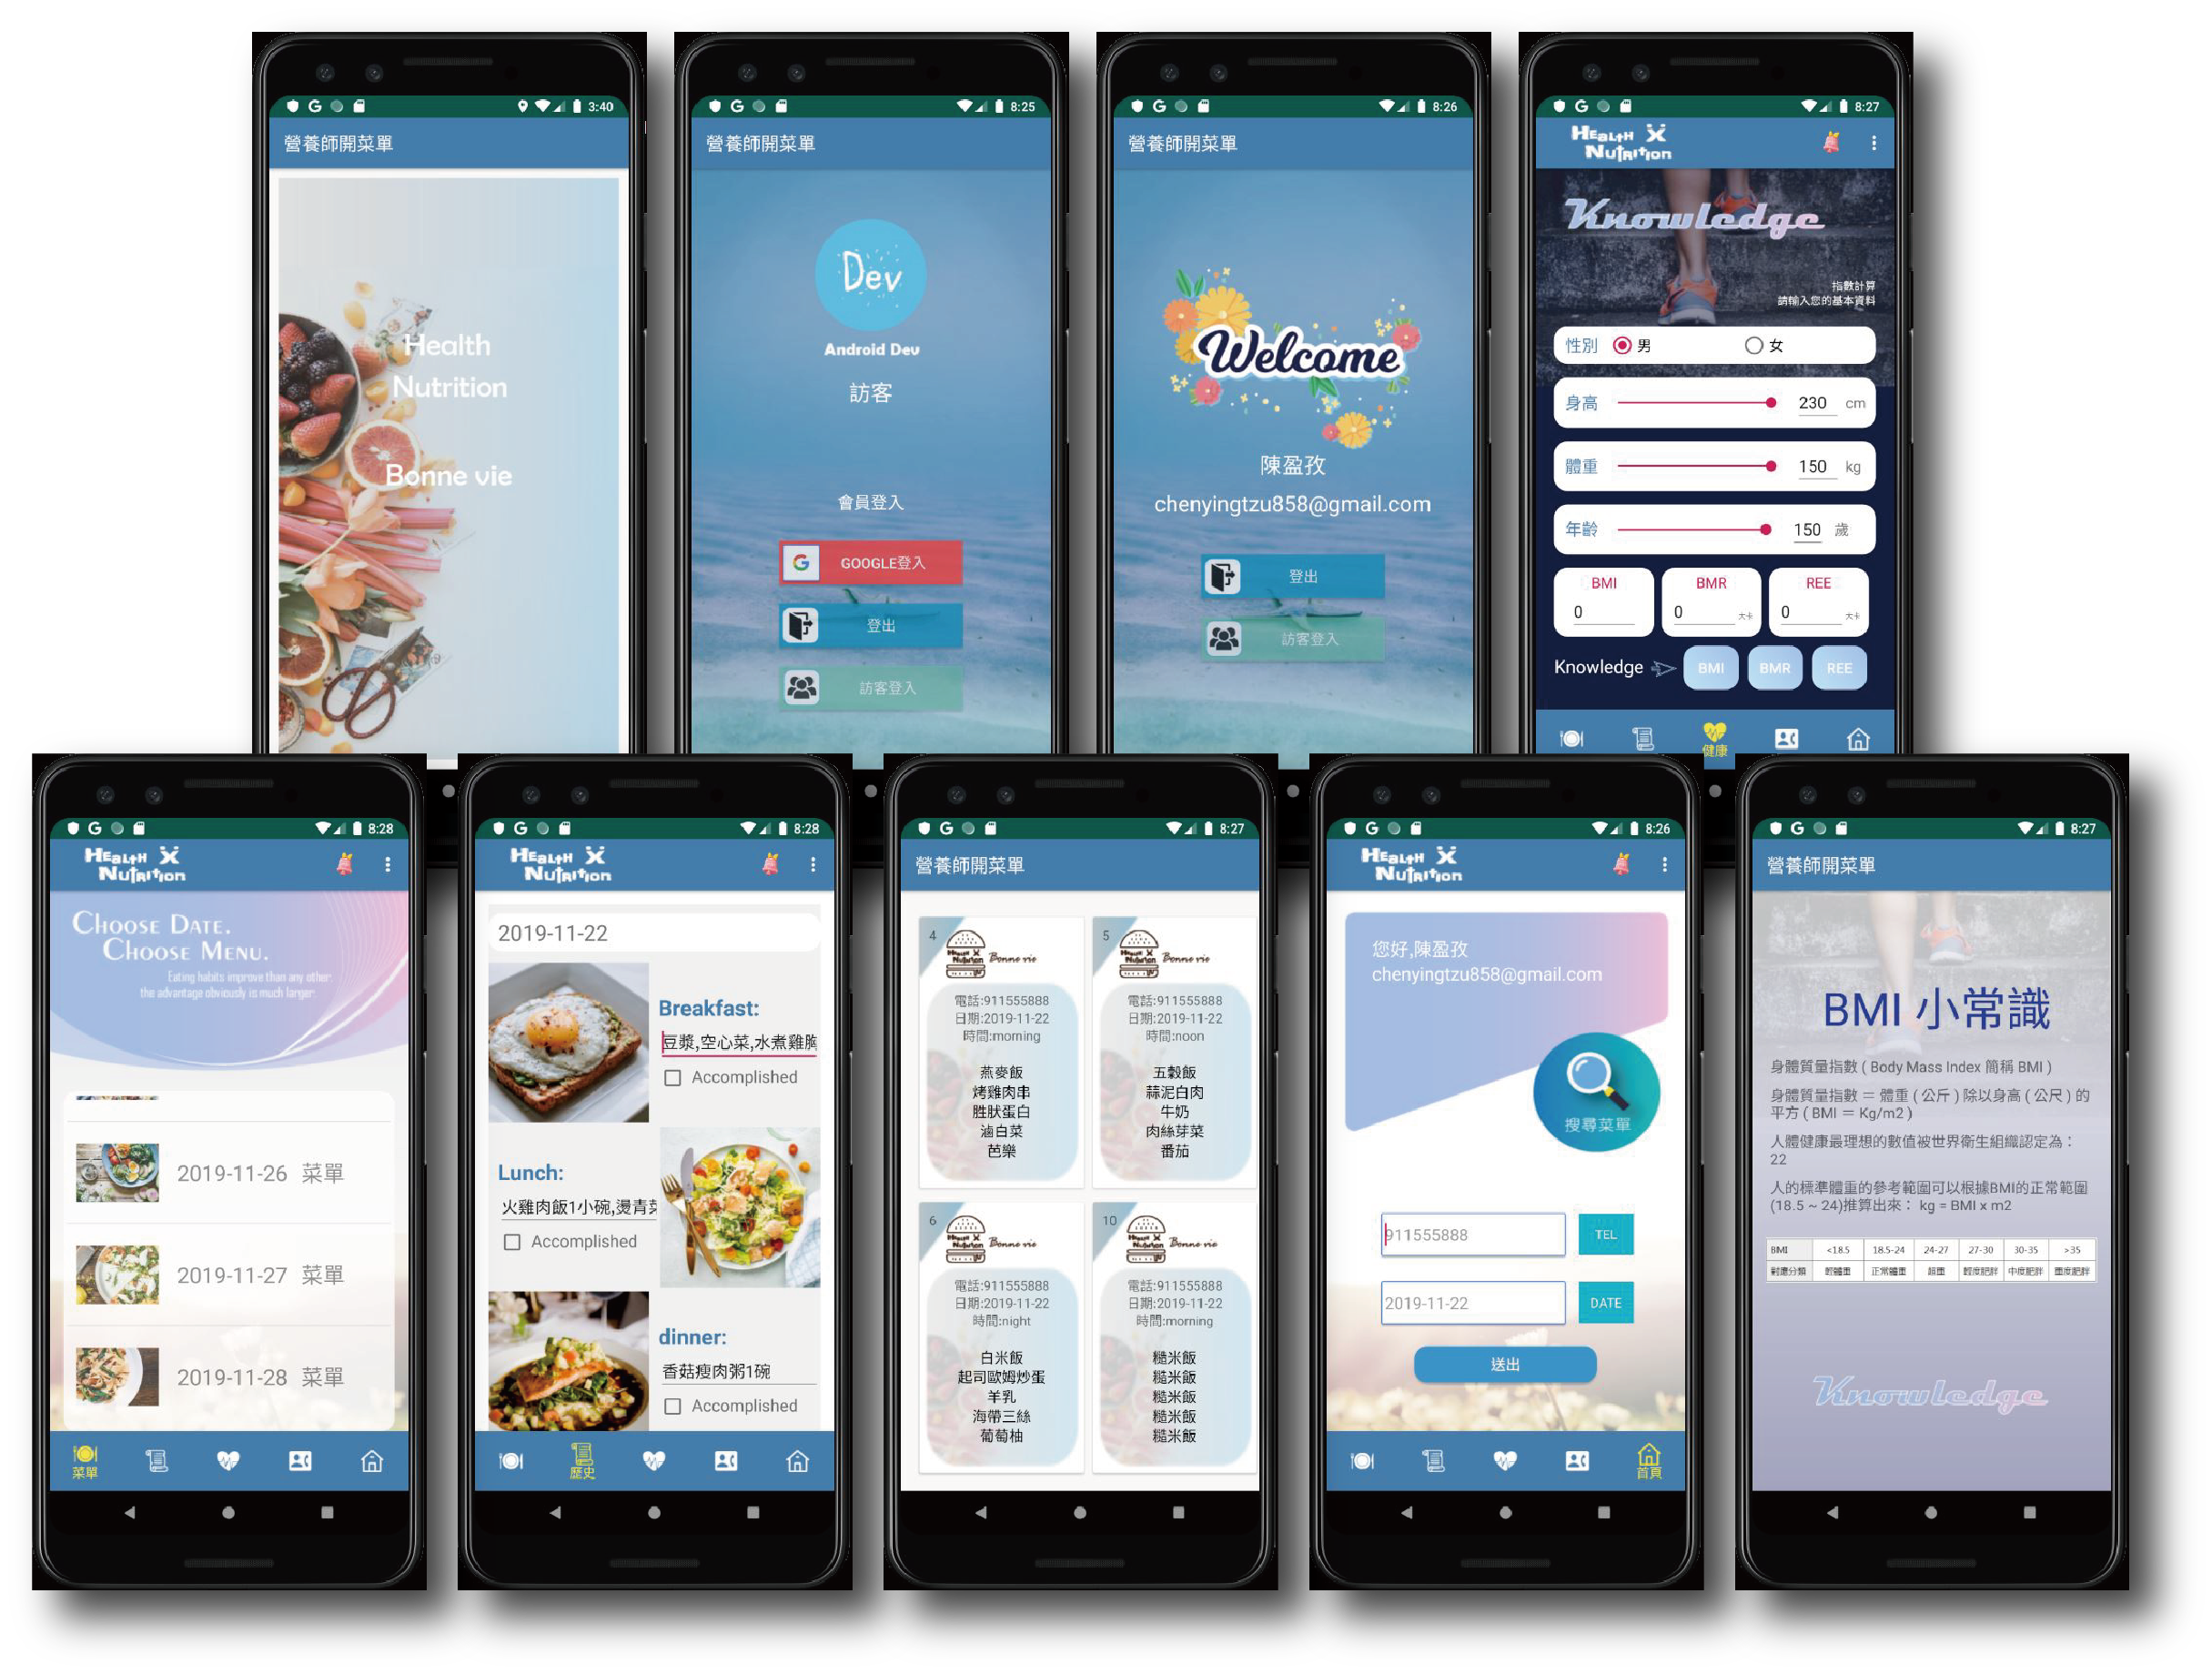 3:40
營養師開菜單
Health
Nutrition
Bonne vie
8:25
營養師開菜單
Dev
Android Dev
訪客
會員登入
GOOGLE登入
登出
訪客登入
8:26
營養師開菜單
Welcome
陳盈孜
chenyingtzu858@gmail.com
登出
訪客登入
8:27
HEALTH X
NUTRITION
Knowledge
指數計算
請輸入您的基本資料
性別 男 女
身高 230 cm
體重 150 kg
年齡 150 歲
BMI BMR REE
0 0 大卡 0 大卡
Knowledge BMI BMR REE
健康
8:28
HEALTH X
NUTRITION
CHOOSE DATE.
CHOOSE MENU.
Eating habits improve than any other.
the advantage obviously is much larger.
2019-11-26 菜單
2019-11-27 菜單
2019-11-28 菜單
菜單
8:28
HEALTH X
NUTRITION
2019-11-22
Breakfast:
豆漿,空心菜,水煮雞胸
Accomplished
Lunch:
火雞肉飯1小碗,燙青菜
Accomplished
dinner:
香菇瘦肉粥1碗
Accomplished
歷史
8:27
營養師開菜單
4
Health X
Nutrition
Bonne vie
電話:911555888
日期:2019-11-22
時間:morning
燕麥飯
烤雞肉串
胜肽蛋白
滷白菜
芭樂
5
Health X
Nutrition
Bonne vie
電話:911555888
日期:2019-11-22
時間:noon
五穀飯
蒜泥白肉
牛奶
肉絲芽菜
番茄
6
Health X
Nutrition
Bonne vie
電話:911555888
日期:2019-11-22
時間:night
白米飯
起司歐姆炒蛋
羊乳
海帶三絲
葡萄柚
10
Health X
Nutrition
Bonne vie
電話:911555888
日期:2019-11-22
時間:morning
糙米飯
糙米飯
糙米飯
糙米飯
糙米飯
8:26
HEALTH X
NUTRITION
您好,陳盈孜
chenyingtzu858@gmail.com
搜尋菜單
911555888 TEL
2019-11-22 DATE
送出
首頁
8:27
營養師開菜單
BMI 小常識
身體質量指數 ( Body Mass Index 簡稱 BMI )
身體質量指數 ＝ 體重 ( 公斤 ) 除以身高 ( 公尺 ) 的
平方 ( BMI ＝ Kg/m2 )
人體健康最理想的數值被世界衛生組織認定為：
22
人的標準體重的參考範圍可以根據BMI的正常範圍
(18.5 ~ 24)推算出來： kg = BMI x m2
BMI <18.5 18.5-24 24-27 27-30 30-35 >35
對應分類 輕體重 正常體重 超重 輕度肥胖 中度肥胖 重度肥胖
Knowledge